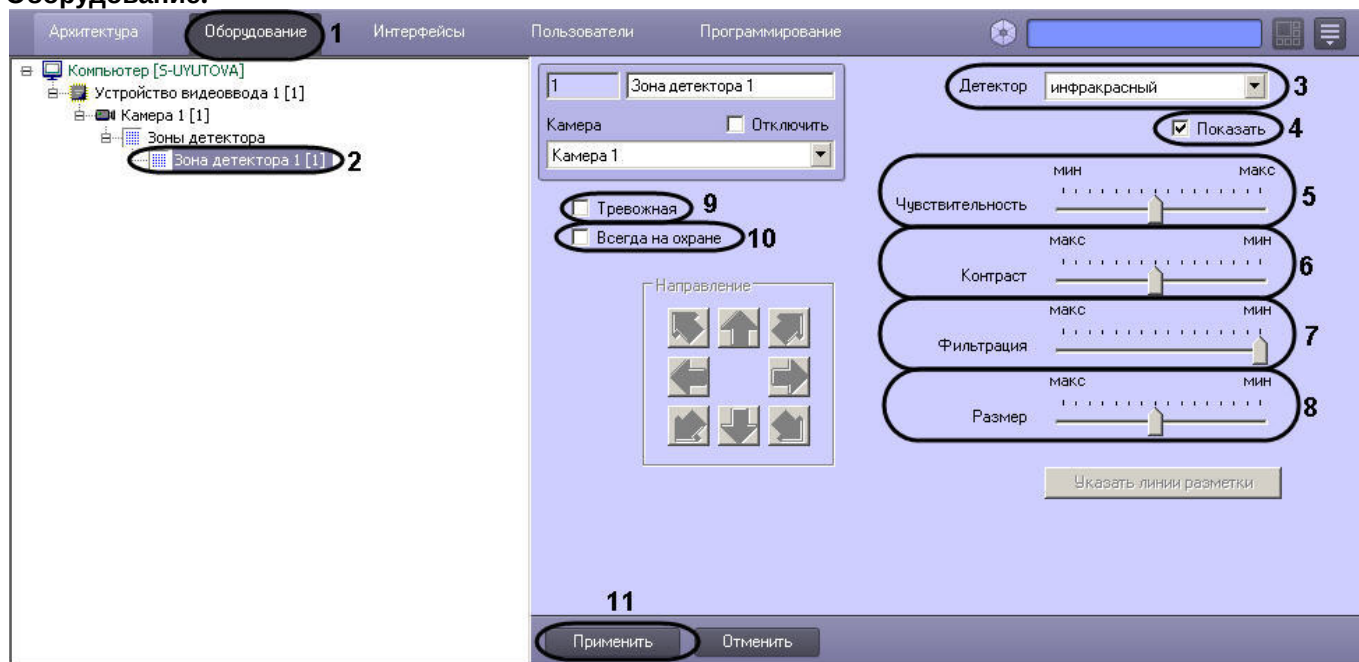 Оборудование.
Архитектура Оборудование 1 Интерфейсы Пользователи Программирование
Компьютер [S-UYUTOVA]
Устройство видеоввода 1 [1]
Камера 1 [1]
Зоны детектора
Зона детектора 1 [1] 2
1 Зона детектора 1
Камера Отключить
Камера 1
Тревожная 9
Всегда на охране 10
Направление
Детектор инфракрасный 3
Показать 4
мин макс
Чувствительность 5
макс мин
Контраст 6
макс мин
Фильтрация 7
макс мин
Размер 8
Указать линии разметки
11
Применить Отменить